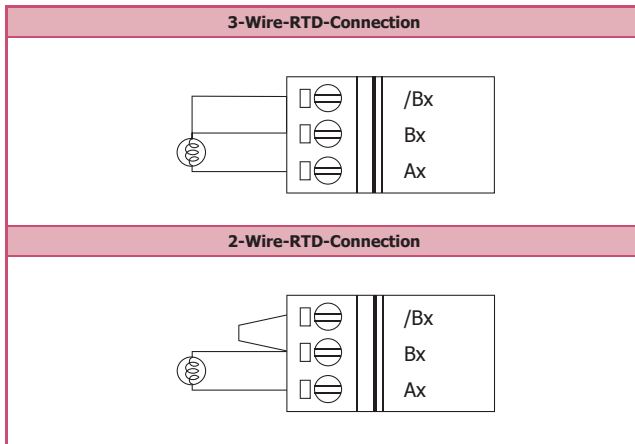 3-Wire-RTD-Connection
/Bx
Bx
Ax
2-Wire-RTD-Connection
/Bx
Bx
Ax